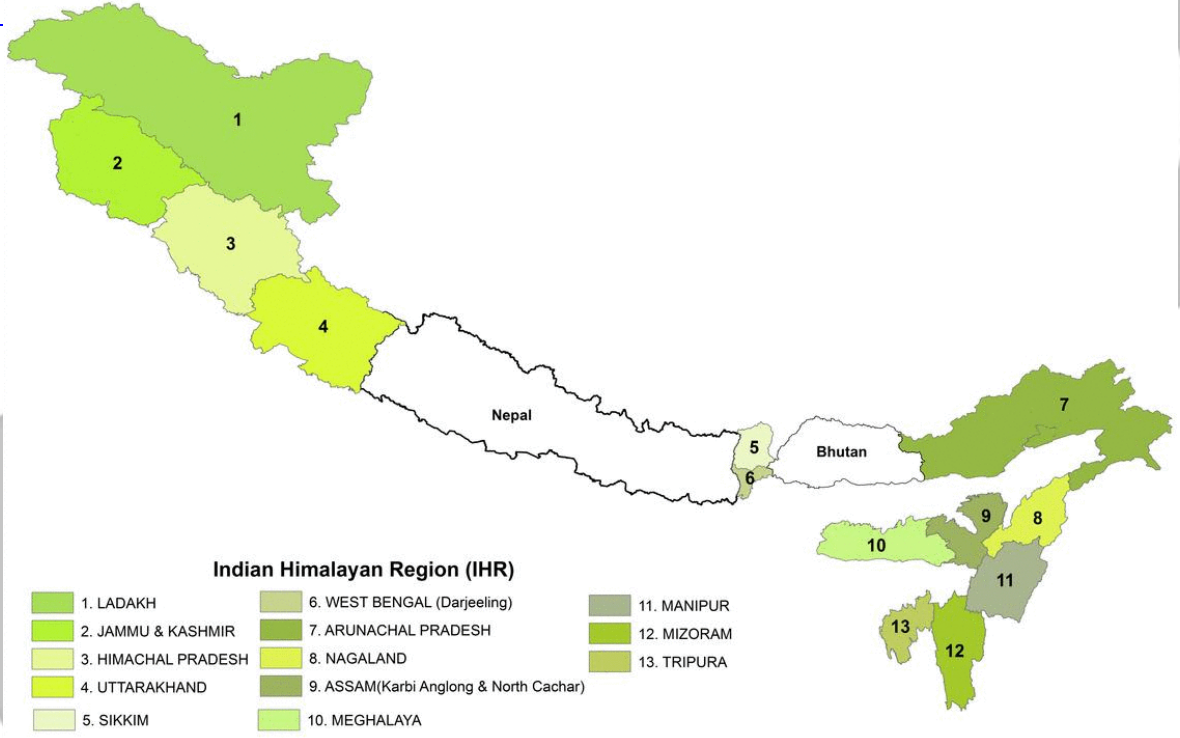 1
2
3
4
Nepal
5
6
Bhutan
7
8
9
10
11
12
13
Indian Himalayan Region (IHR)
1. LADAKH
2. JAMMU & KASHMIR
3. HIMACHAL PRADESH
4. UTTARAKHAND
5. SIKKIM
6. WEST BENGAL (Darjeeling)
7. ARUNACHAL PRADESH
8. NAGALAND
9. ASSAM(Karbi Anglong & North Cachar)
10. MEGHALAYA
11. MANIPUR
12. MIZORAM
13. TRIPURA